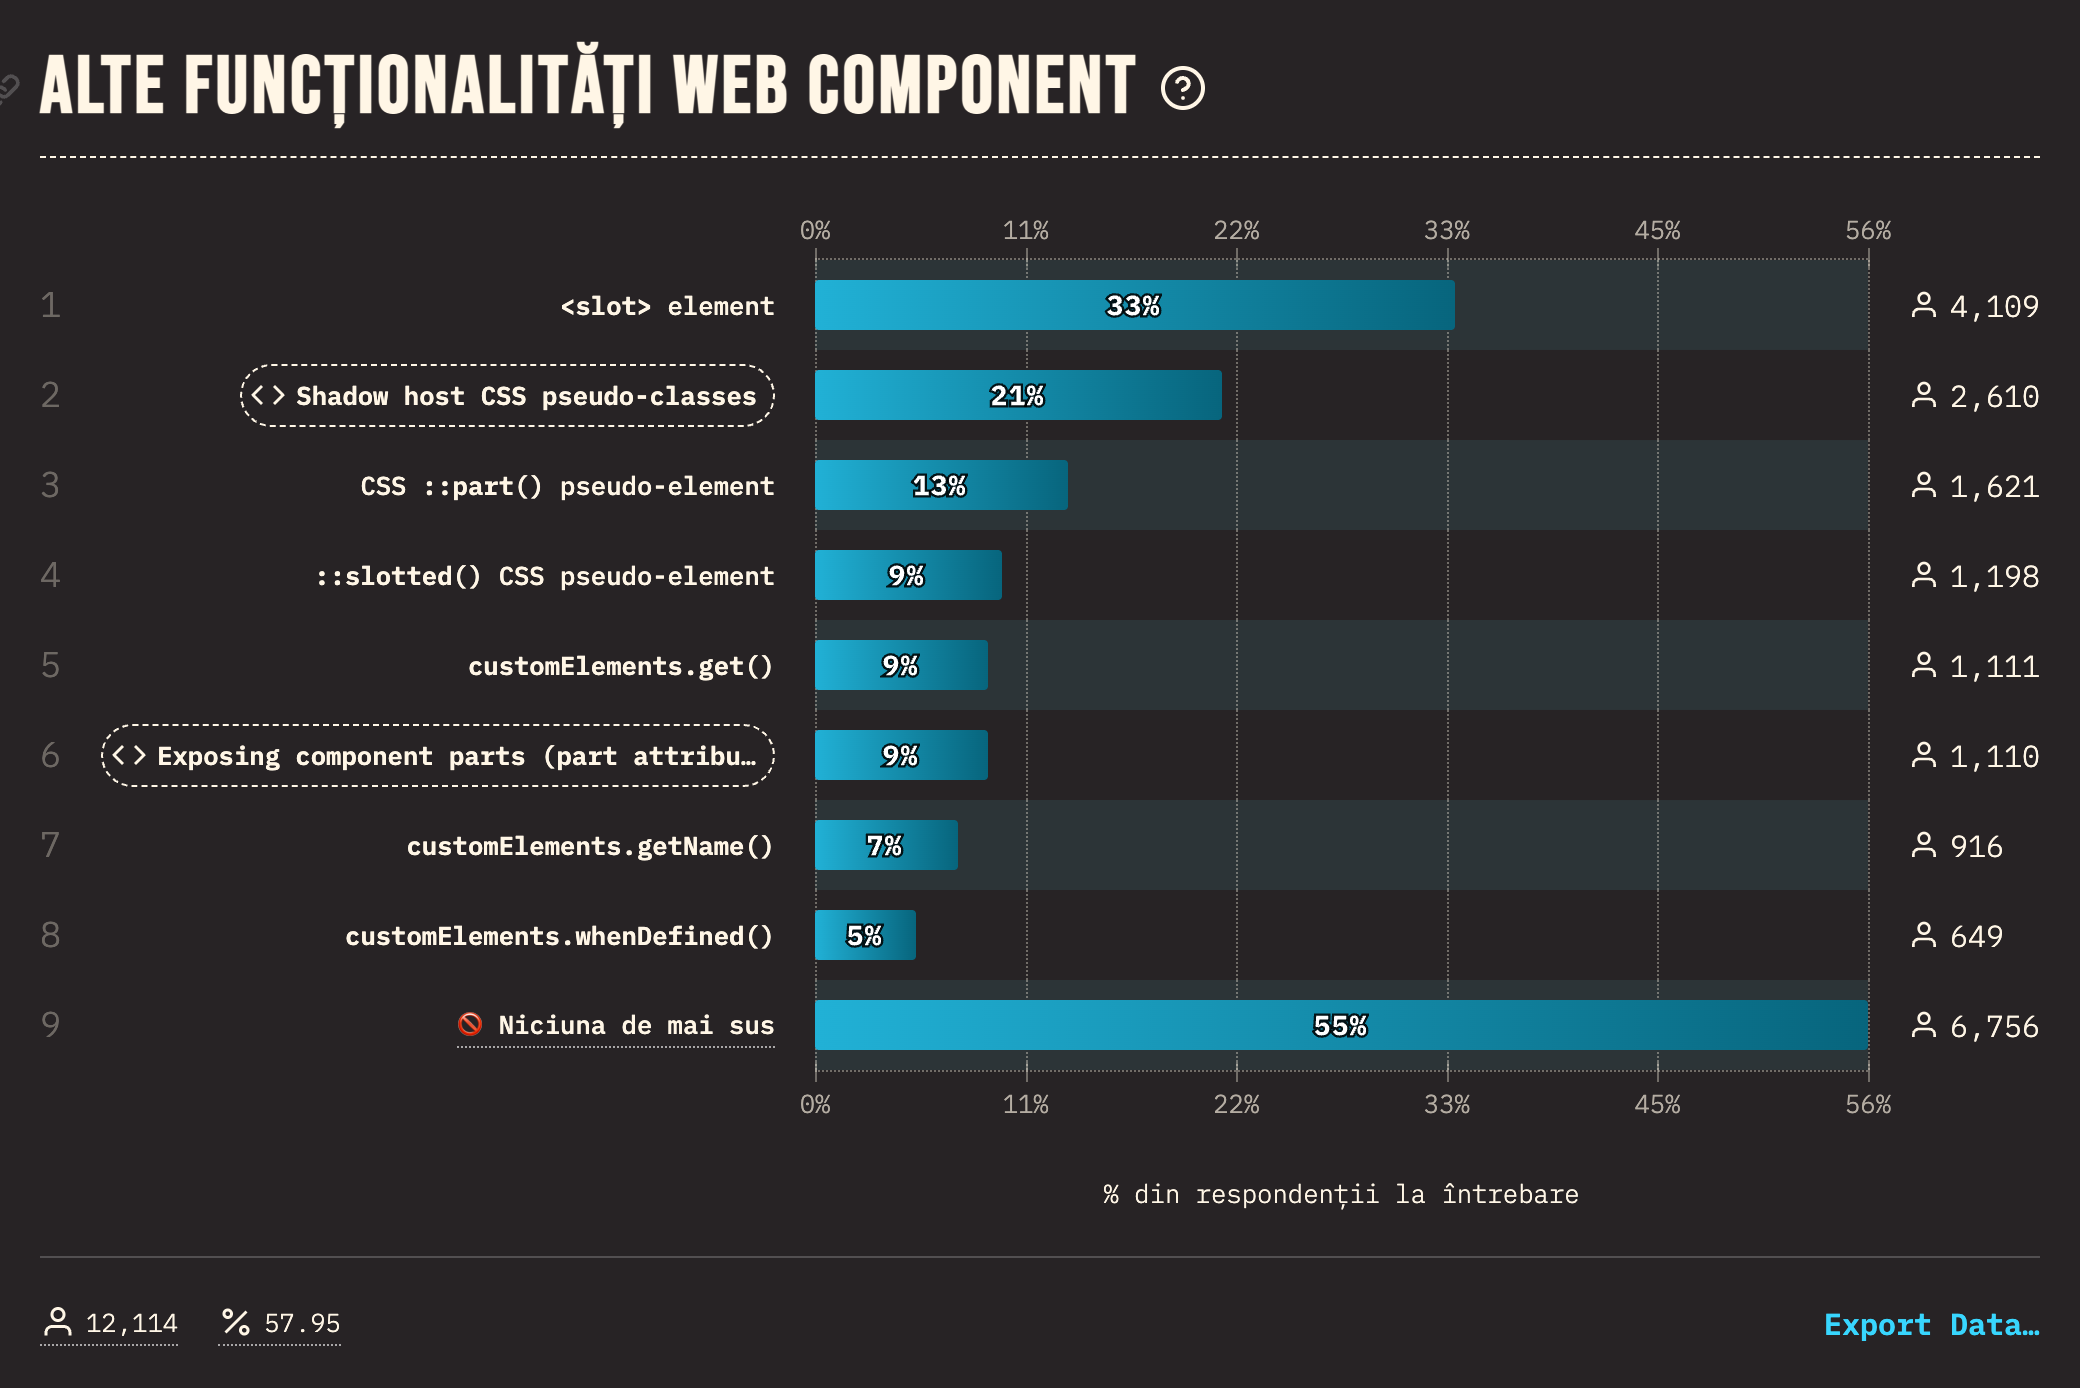 ALTE FUNCȚIONALITĂȚI WEB COMPONENT
0% 11% 22% 33% 45% 56%
1 <slot> element 33% 4,109
2 Shadow host CSS pseudo-classes 21% 2,610
3 CSS ::part() pseudo-element 13% 1,621
4 ::slotted() CSS pseudo-element 9% 1,198
5 customElements.get() 9% 1,111
6 Exposing component parts (part attribu… 9% 1,110
7 customElements.getName() 7% 916
8 customElements.whenDefined() 5% 649
9 Niciuna de mai sus 55% 6,756
0% 11% 22% 33% 45% 56%
% din respondenții la întrebare
12,114 % 57.95 Export Data…